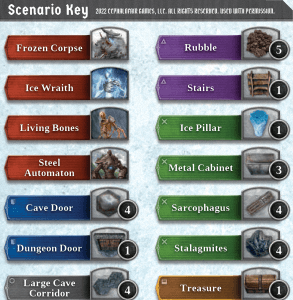 Scenario Key 2022 CEPHALOFAIR GAMES, LLC. ALL RIGHTS RESERVED. USED WITH PERMISSION.
Frozen Corpse
Ice Wraith
Living Bones
Steel
Automaton
Cave Door 4
Dungeon Door 1
Large Cave
Corridor 4
Rubble 5
Stairs 1
Ice Pillar 1
Metal Cabinet 3
Sarcophagus 4
Stalagmites 4
Treasure 1